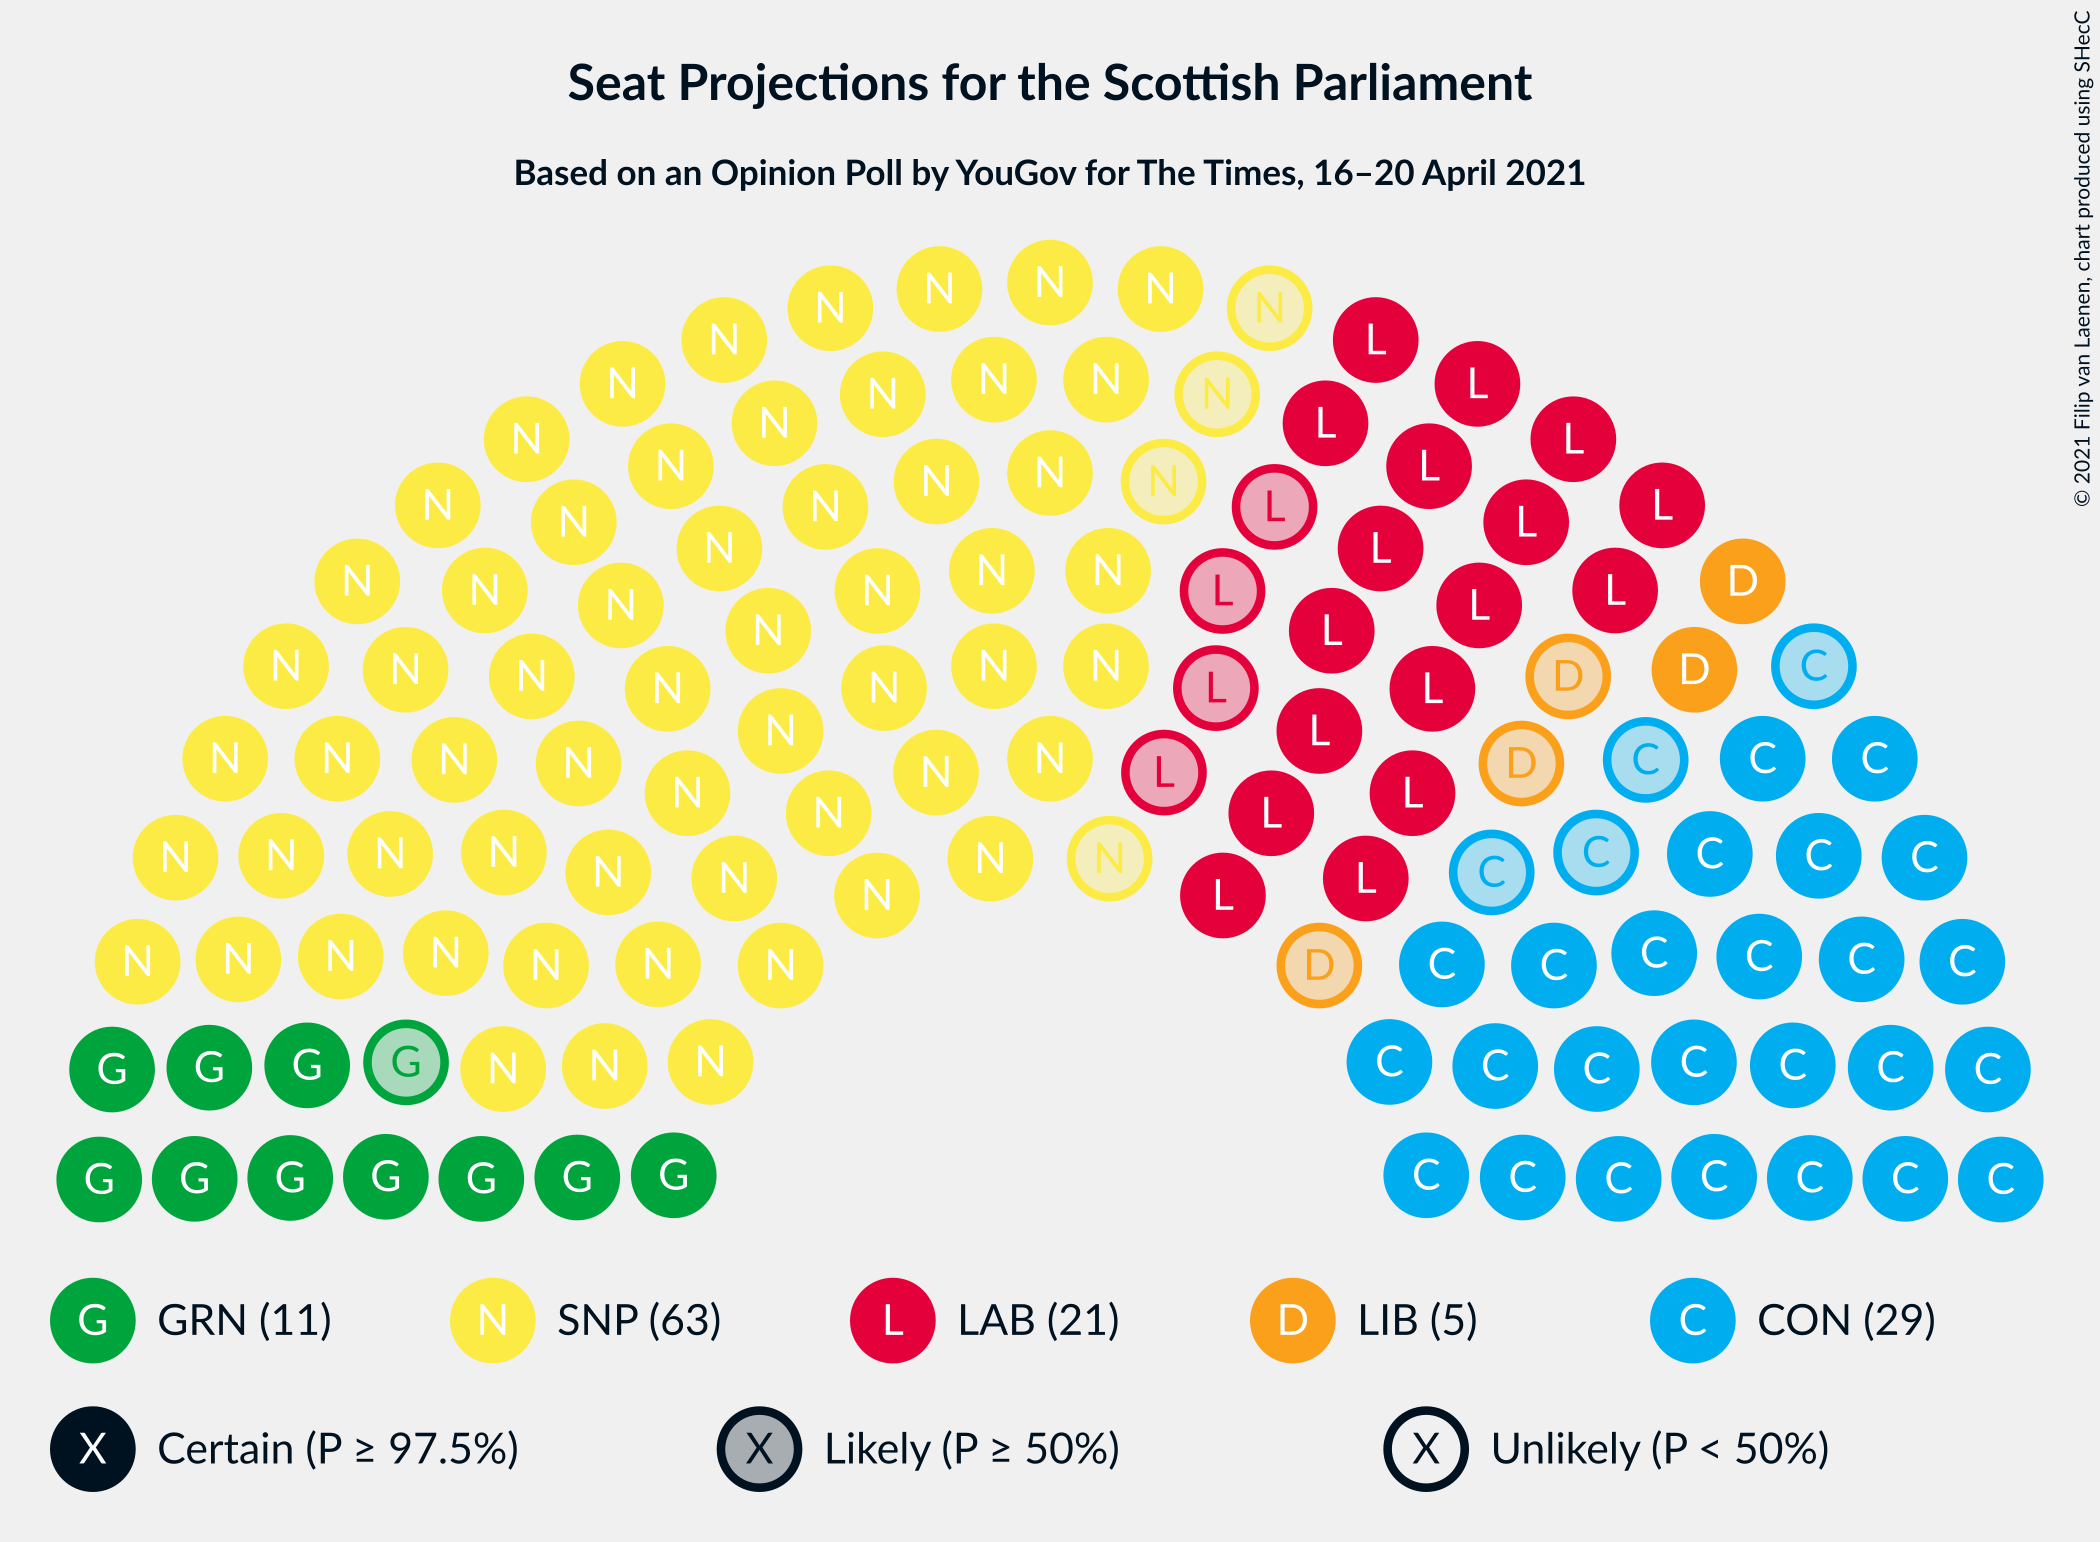 Seat Projections for the Scottish Parliament
Based on an Opinion Poll by YouGov for The Times, 16–20 April 2021
© 2021 Filip van Laenen, chart produced using SHecC
N N N N N
N L
N N N N N L
N N N L L
N N N L L
N N N L L
N N N L L
N N N N L D
N N L L L
N N L
N N N N N L C
N N D D
N N N L
N N N L
N N N N N N L D C C C
N N L
N N N N N C C C C C
N N L L
N N L
N N N N N N N D C C C C C C
G G G G N N N C C C C C C C
G G G G G G G C C C C C C C
G GRN (11) N SNP (63) L LAB (21) D LIB (5) C CON (29)
X Certain (P ≥ 97.5%) X Likely (P ≥ 50%) X Unlikely (P < 50%)